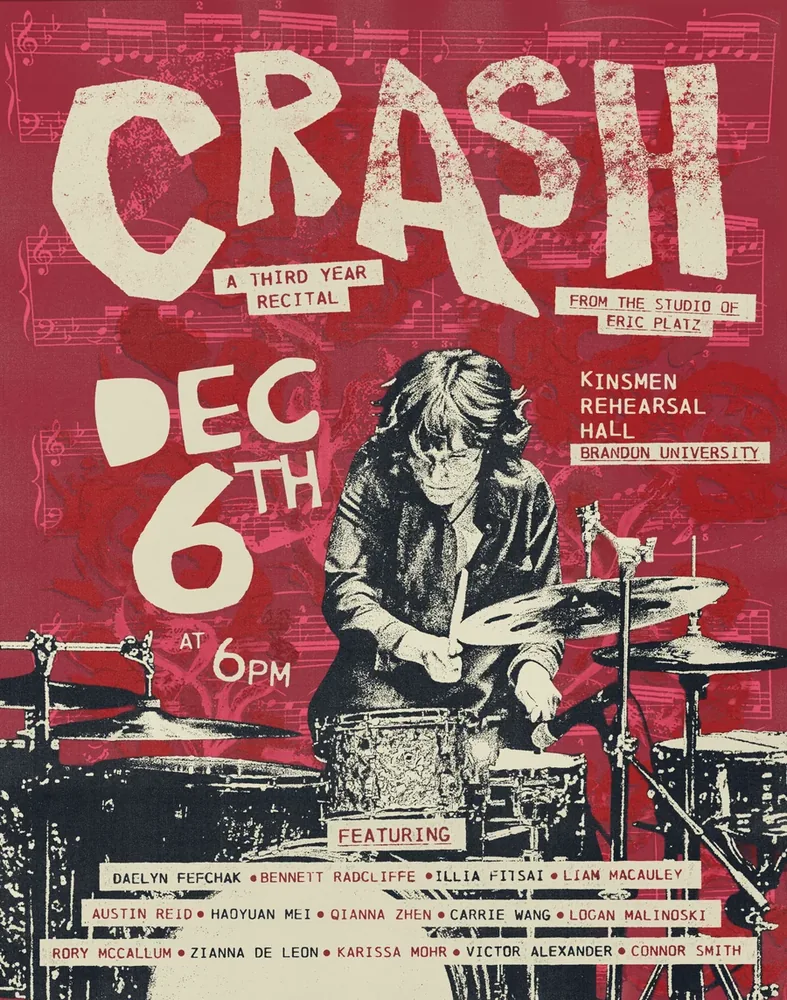 CRASH
A THIRD YEAR
RECITAL
FROM THE STUDIO OF
ERIC PLATZ
DEC
6TH
AT 6PM
KINSMEN
REHEARSAL
HALL
BRANDON UNIVERSITY
FEATURING
DAELYN FEFCHAK • BENNETT RADCLIFFE • ILLIA FITSAI • LIAM MACAULEY
AUSTIN REID • HAOYUAN MEI • QIANNA ZHEN • CARRIE WANG • LOGAN MALINOSKI
RORY MCCALLUM • ZIANNA DE LEON • KARISSA MOHR • VICTOR ALEXANDER • CONNOR SMITH